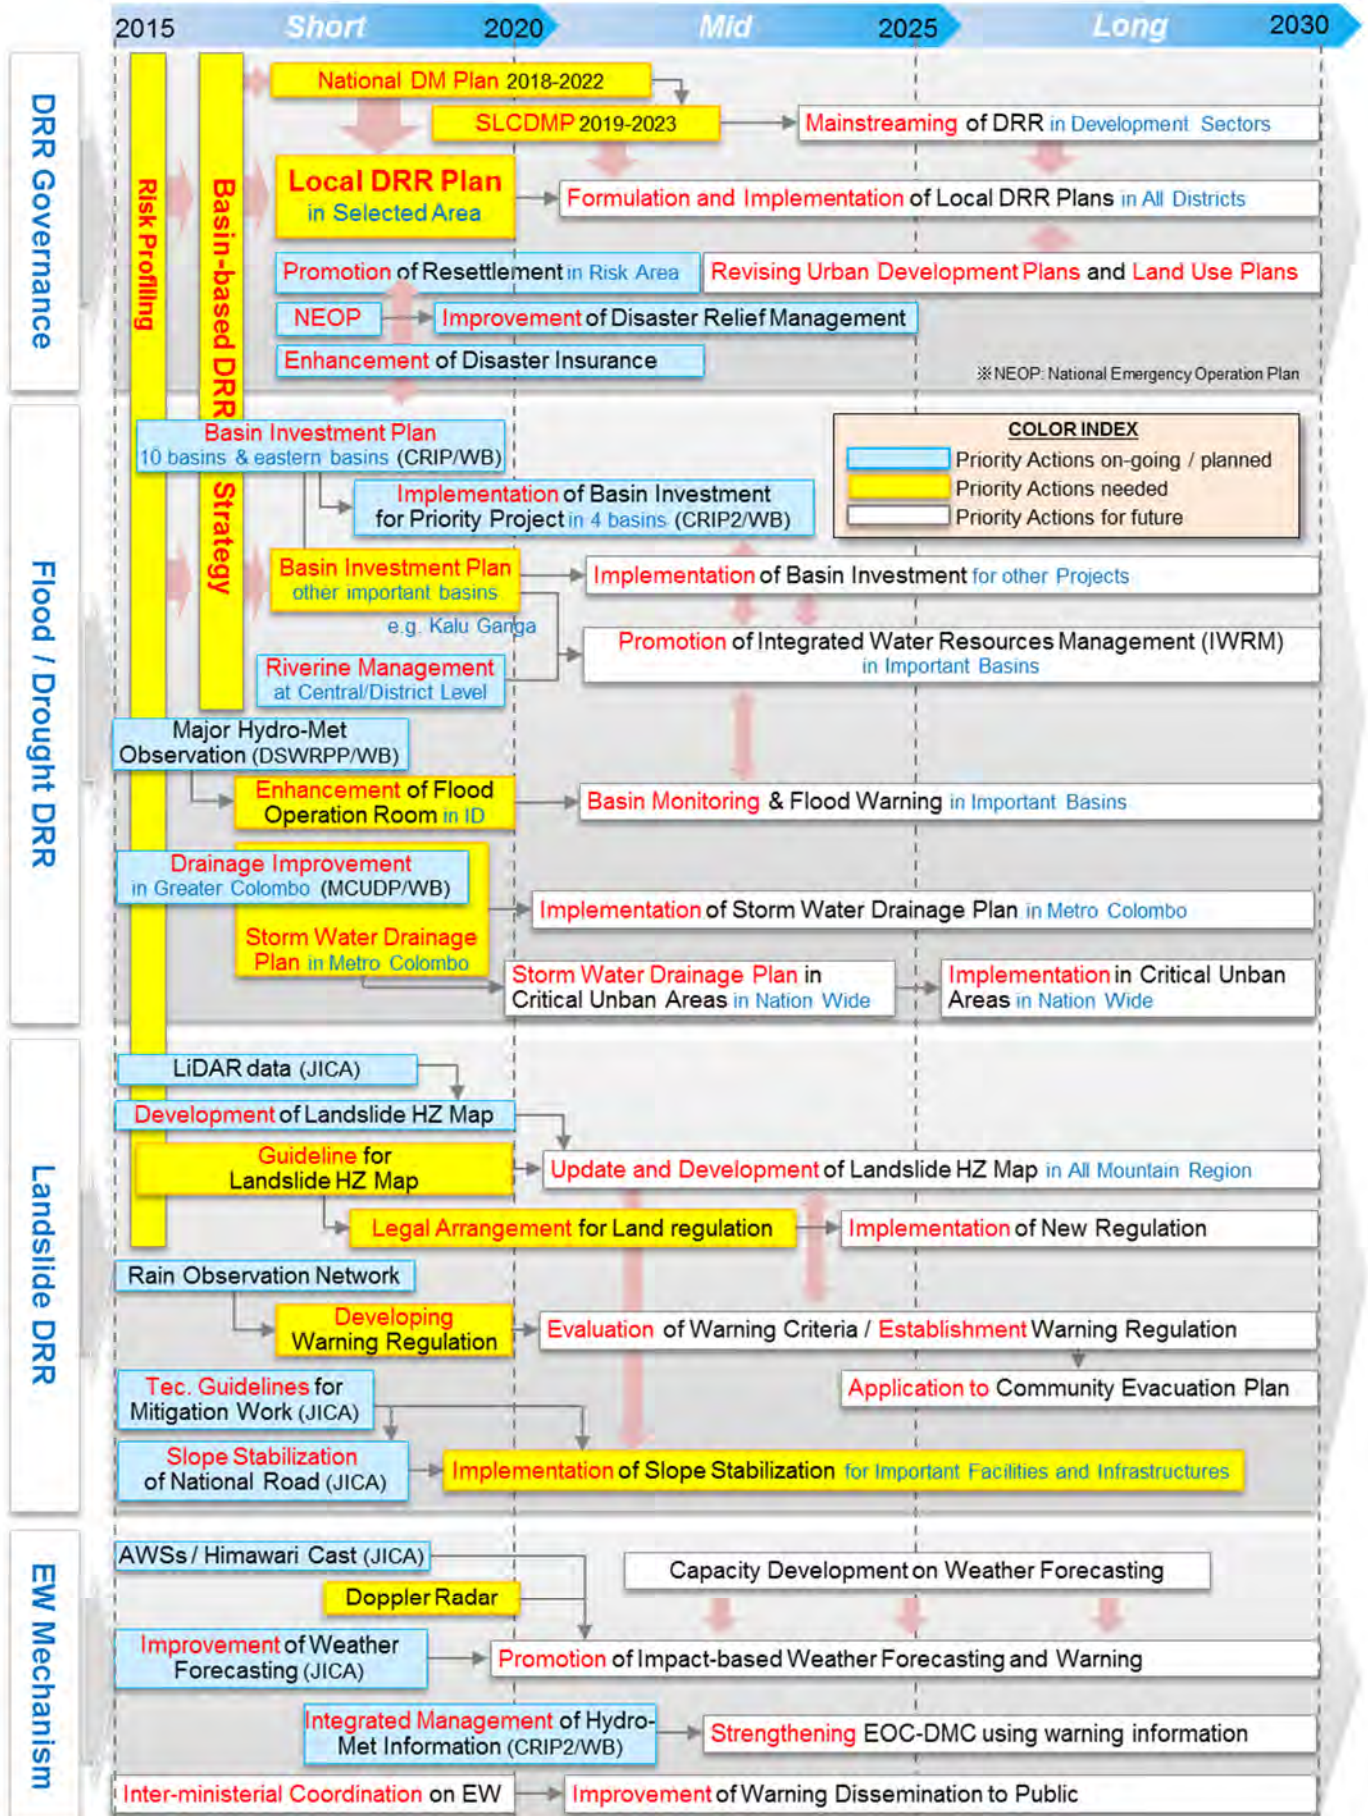 2015 Short 2020 Mid 2025 Long 2030
DRR Governance
Risk Profiling
Basin-based DRR Strategy
National DM Plan 2018-2022
SLCDMP 2019-2023
Mainstreaming of DRR in Development Sectors
Local DRR Plan
in Selected Area
Formulation and Implementation of Local DRR Plans in All Districts
Promotion of Resettlement in Risk Area
Revising Urban Development Plans and Land Use Plans
NEOP
Improvement of Disaster Relief Management
Enhancement of Disaster Insurance
※NEOP: National Emergency Operation Plan
Flood / Drought DRR
Basin Investment Plan
10 basins & eastern basins (CRIP/WB)
COLOR INDEX
Priority Actions on-going / planned
Priority Actions needed
Priority Actions for future
Implementation of Basin Investment
for Priority Project in 4 basins (CRIP2/WB)
Basin Investment Plan
other important basins
e.g. Kalu Ganga
Implementation of Basin Investment for other Projects
Promotion of Integrated Water Resources Management (IWRM)
in Important Basins
Riverine Management
at Central/District Level
Major Hydro-Met
Observation (DSWRPP/WB)
Enhancement of Flood
Operation Room in ID
Basin Monitoring & Flood Warning in Important Basins
Drainage Improvement
in Greater Colombo (MCUDP/WB)
Storm Water Drainage
Plan in Metro Colombo
Implementation of Storm Water Drainage Plan in Metro Colombo
Storm Water Drainage Plan in
Critical Unban Areas in Nation Wide
Implementation in Critical Unban
Areas in Nation Wide
Landslide DRR
LiDAR data (JICA)
Development of Landslide HZ Map
Guideline for
Landslide HZ Map
Update and Development of Landslide HZ Map in All Mountain Region
Legal Arrangement for Land regulation
Implementation of New Regulation
Rain Observation Network
Developing
Warning Regulation
Evaluation of Warning Criteria / Establishment Warning Regulation
Application to Community Evacuation Plan
Tec. Guidelines for
Mitigation Work (JICA)
Slope Stabilization
of National Road (JICA)
Implementation of Slope Stabilization for Important Facilities and Infrastructures
EW Mechanism
AWSs / Himawari Cast (JICA)
Doppler Radar
Capacity Development on Weather Forecasting
Improvement of Weather
Forecasting (JICA)
Promotion of Impact-based Weather Forecasting and Warning
Integrated Management of Hydro-
Met Information (CRIP2/WB)
Strengthening EOC-DMC using warning information
Inter-ministerial Coordination on EW
Improvement of Warning Dissemination to Public